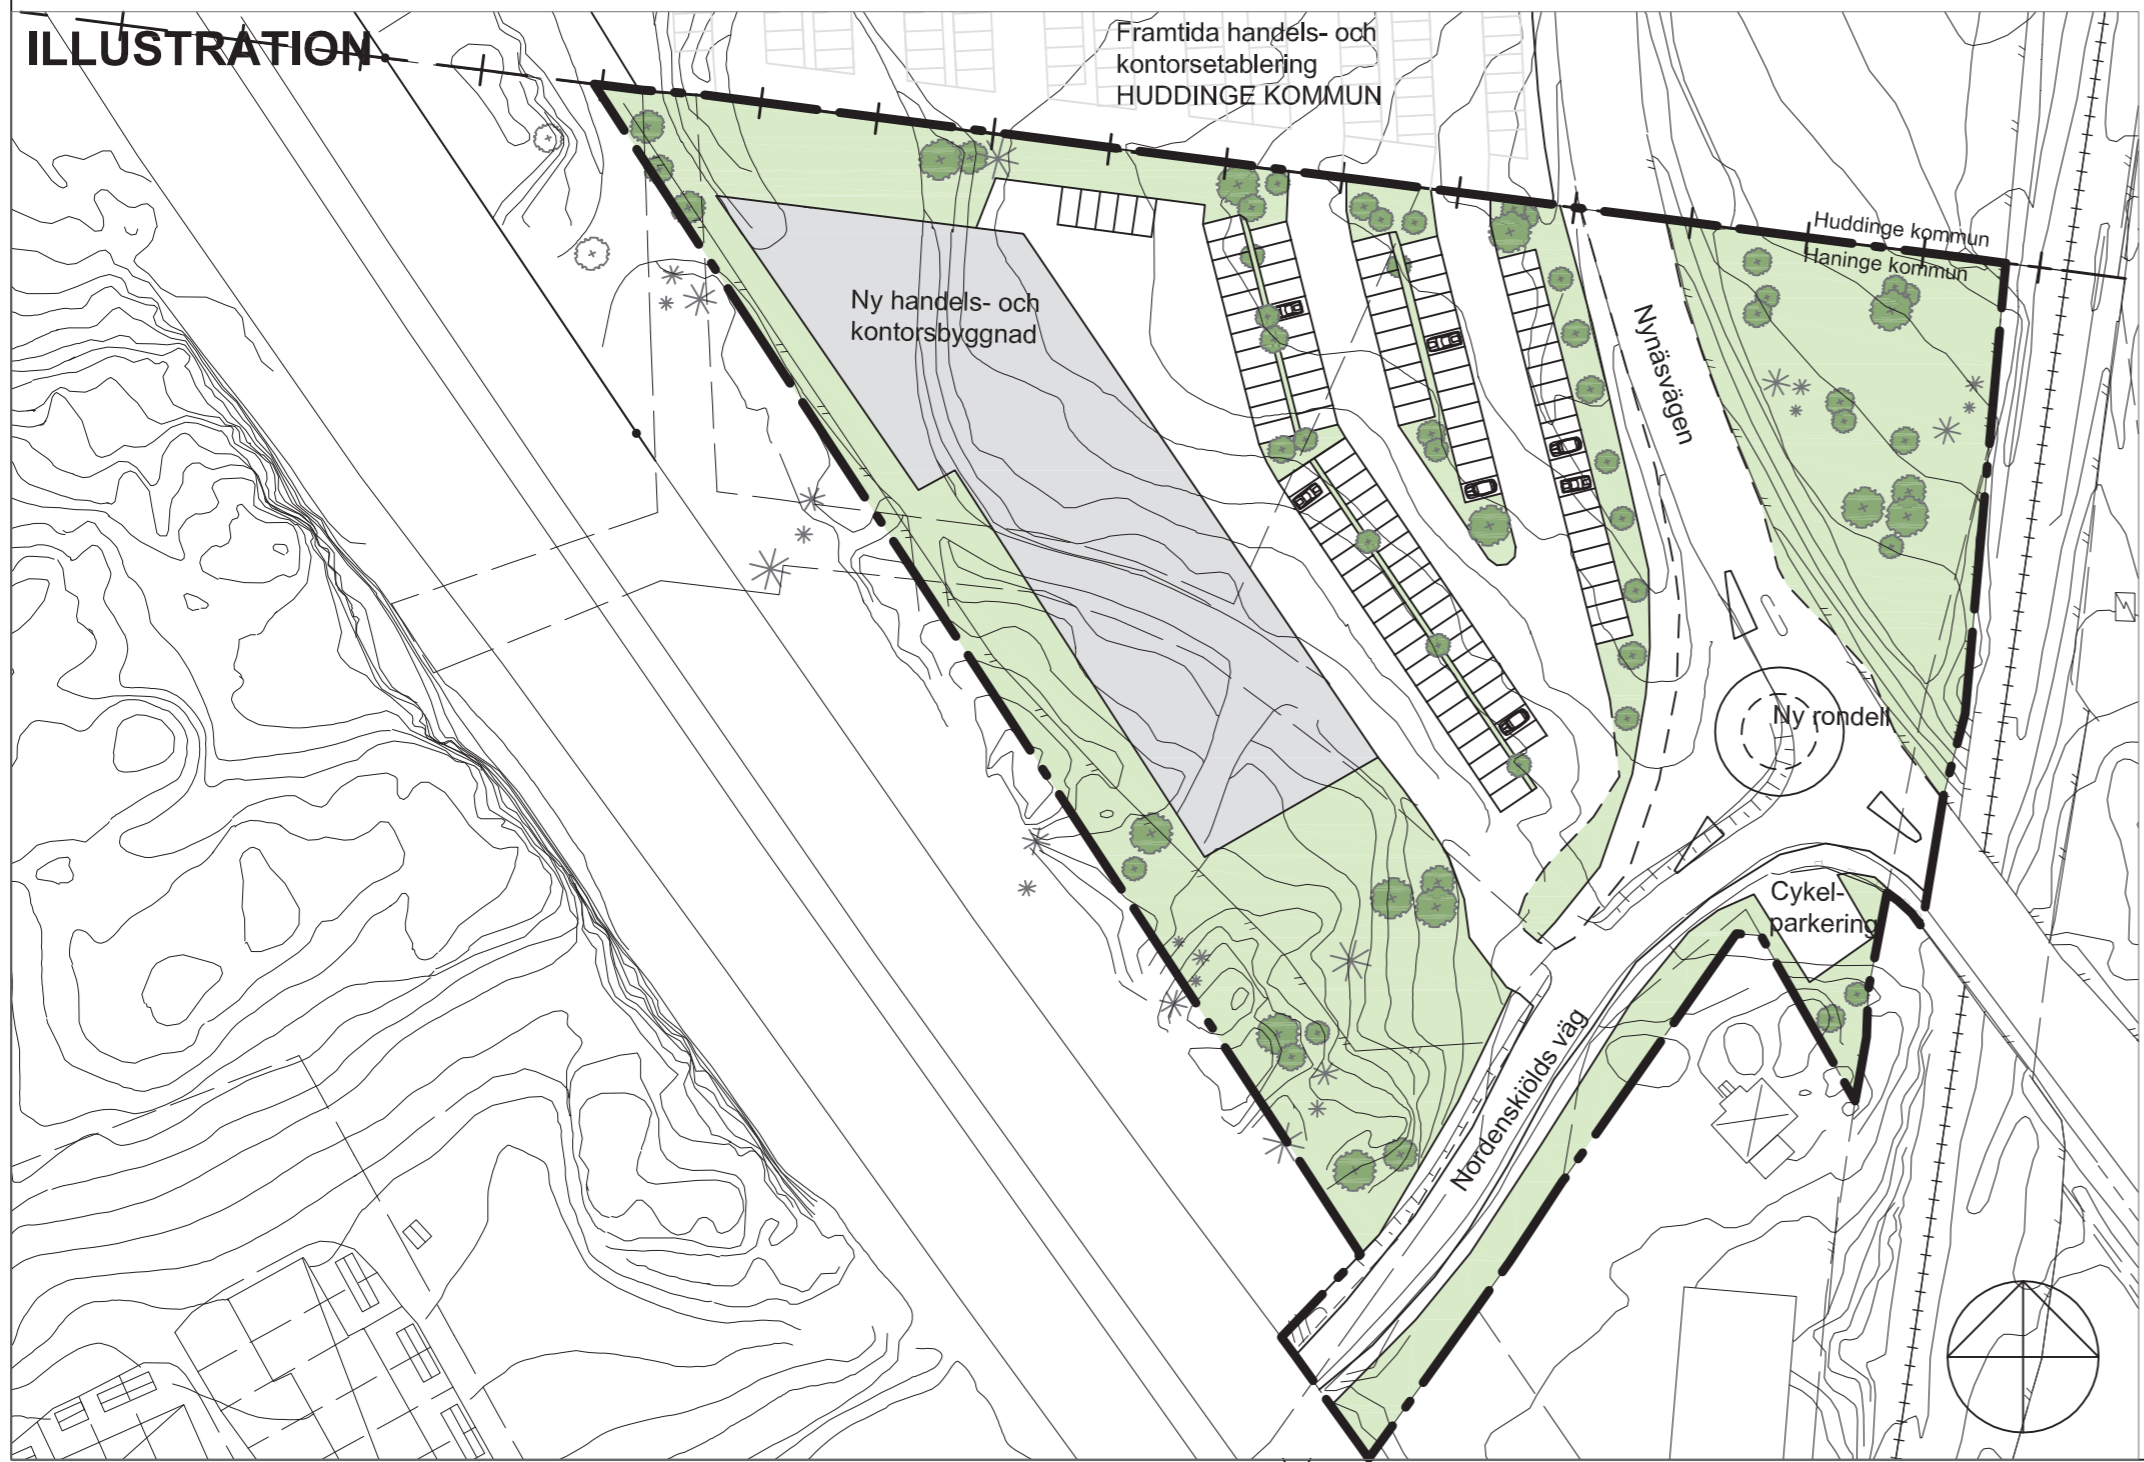 ILLUSTRATION
Framtida handels- och
kontorsetablering
HUDDINGE KOMMUN
Huddinge kommun
Haninge kommun
Ny handels- och
kontorsbyggnad
Nynäsvägen
Ny rondell
Cykel-
parkering
Nordenskiölds väg